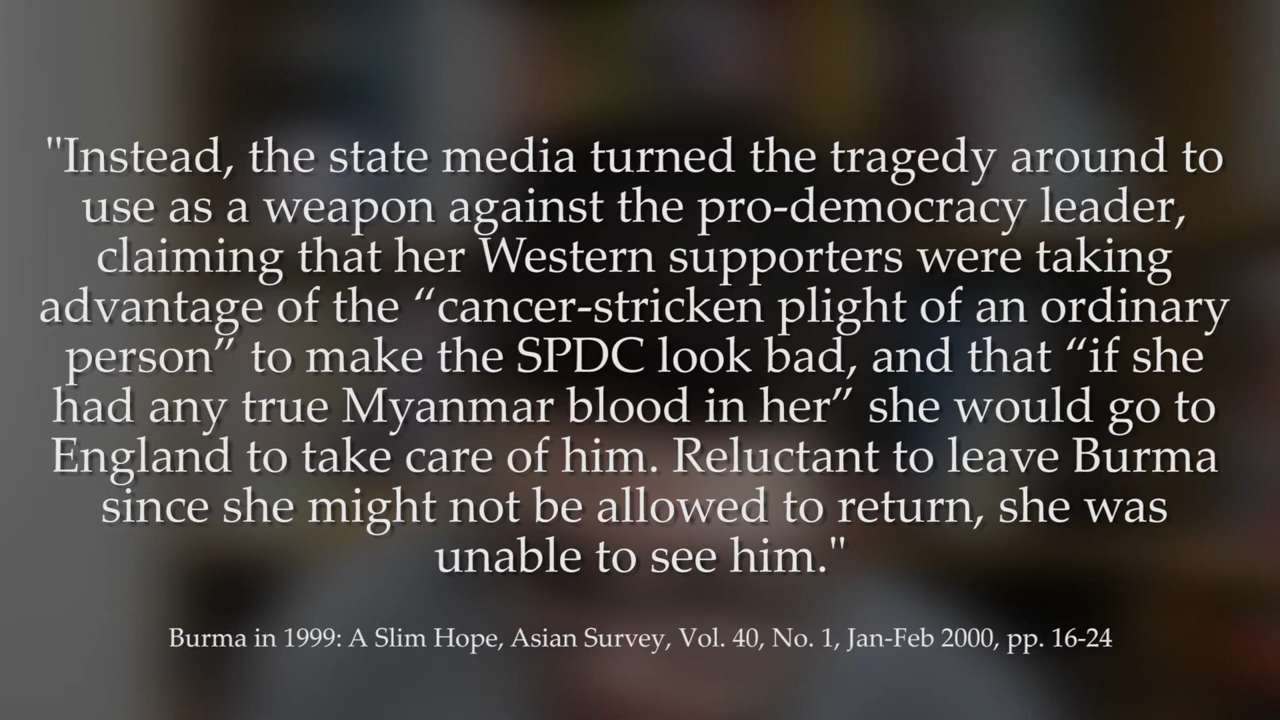 "Instead, the state media turned the tragedy around to
use as a weapon against the pro-democracy leader,
claiming that her Western supporters were taking
advantage of the “cancer-stricken plight of an ordinary
person” to make the SPDC look bad, and that “if she
had any true Myanmar blood in her” she would go to
England to take care of him. Reluctant to leave Burma
since she might not be allowed to return, she was
unable to see him."
Burma in 1999: A Slim Hope, Asian Survey, Vol. 40, No. 1, Jan-Feb 2000, pp. 16-24